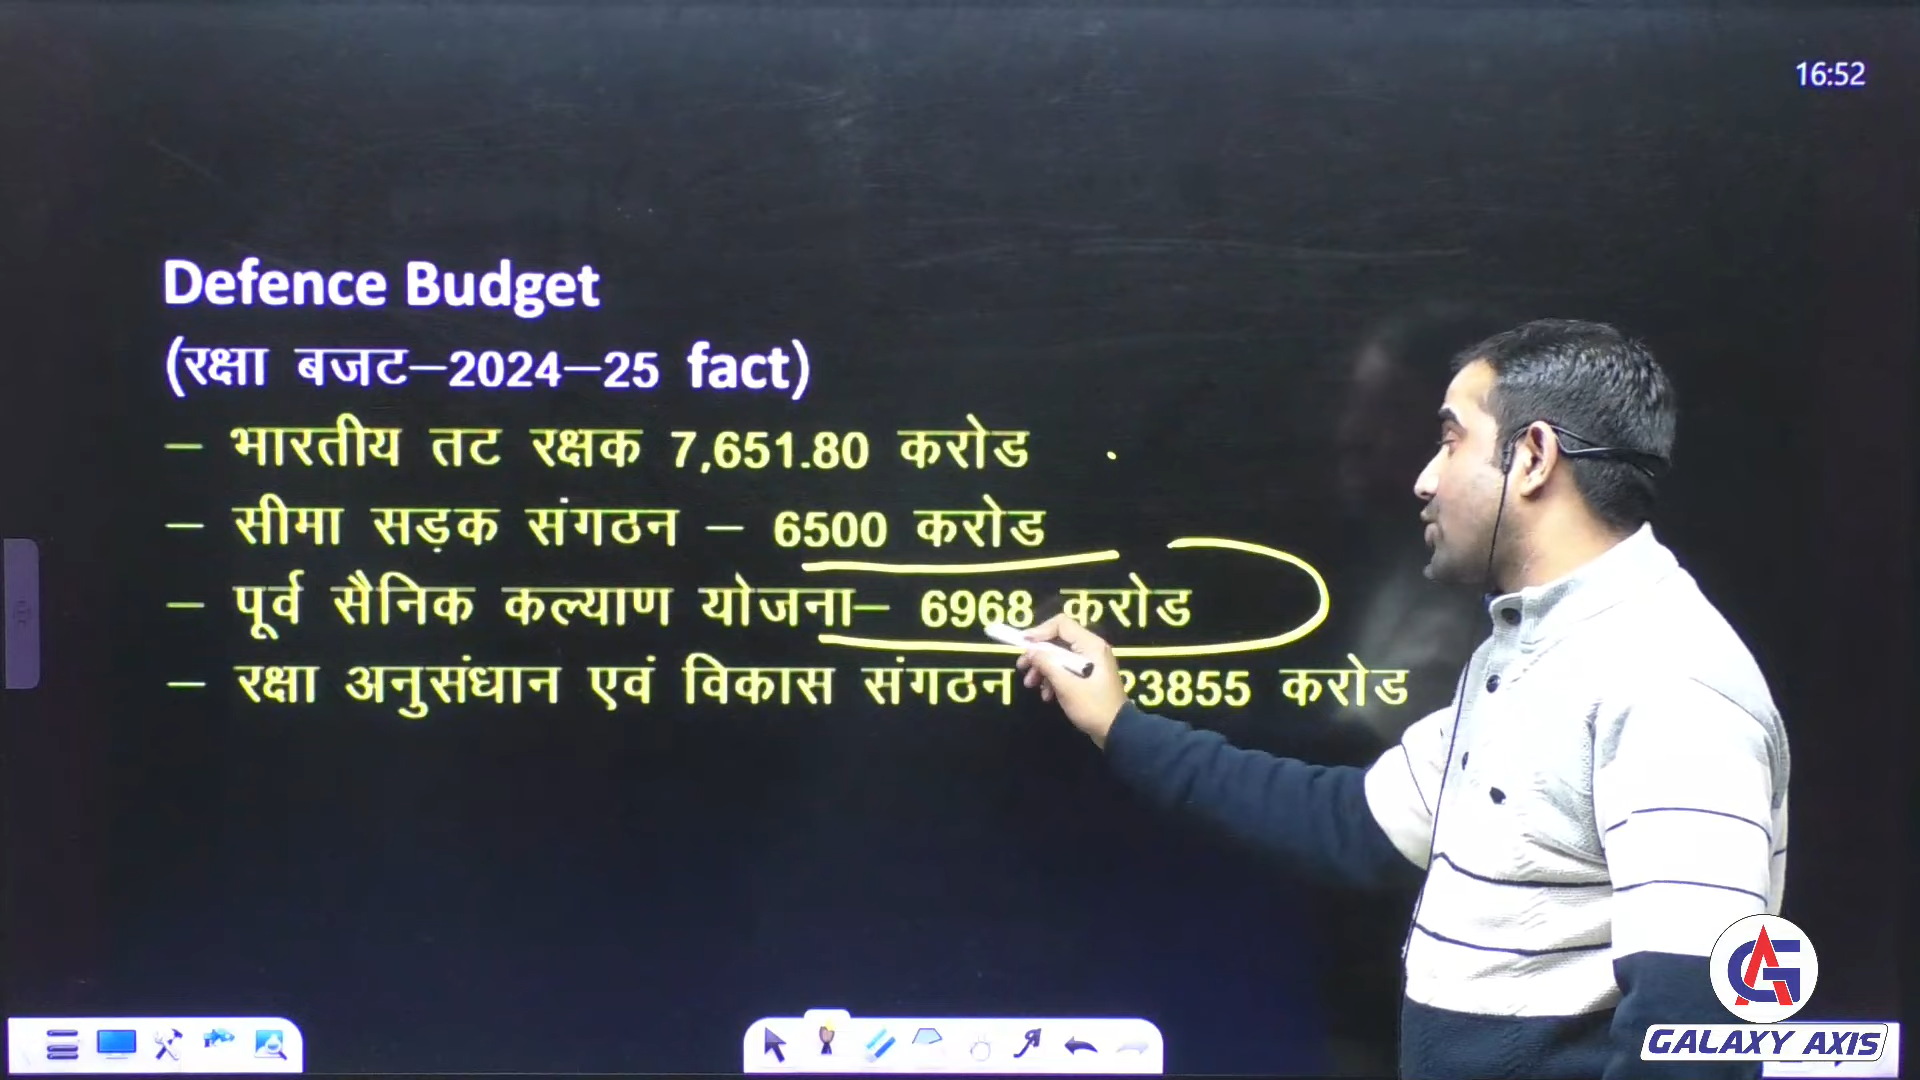 16:52
Defence Budget
(रक्षा बजट–2024–25 fact)
– भारतीय तट रक्षक 7,651.80 करोड
– सीमा सड़क संगठन – 6500 करोड
– पूर्व सैनिक कल्याण योजना– 6968 करोड
– रक्षा अनुसंधान एवं विकास संगठन 23855 करोड
GALAXY AXIS